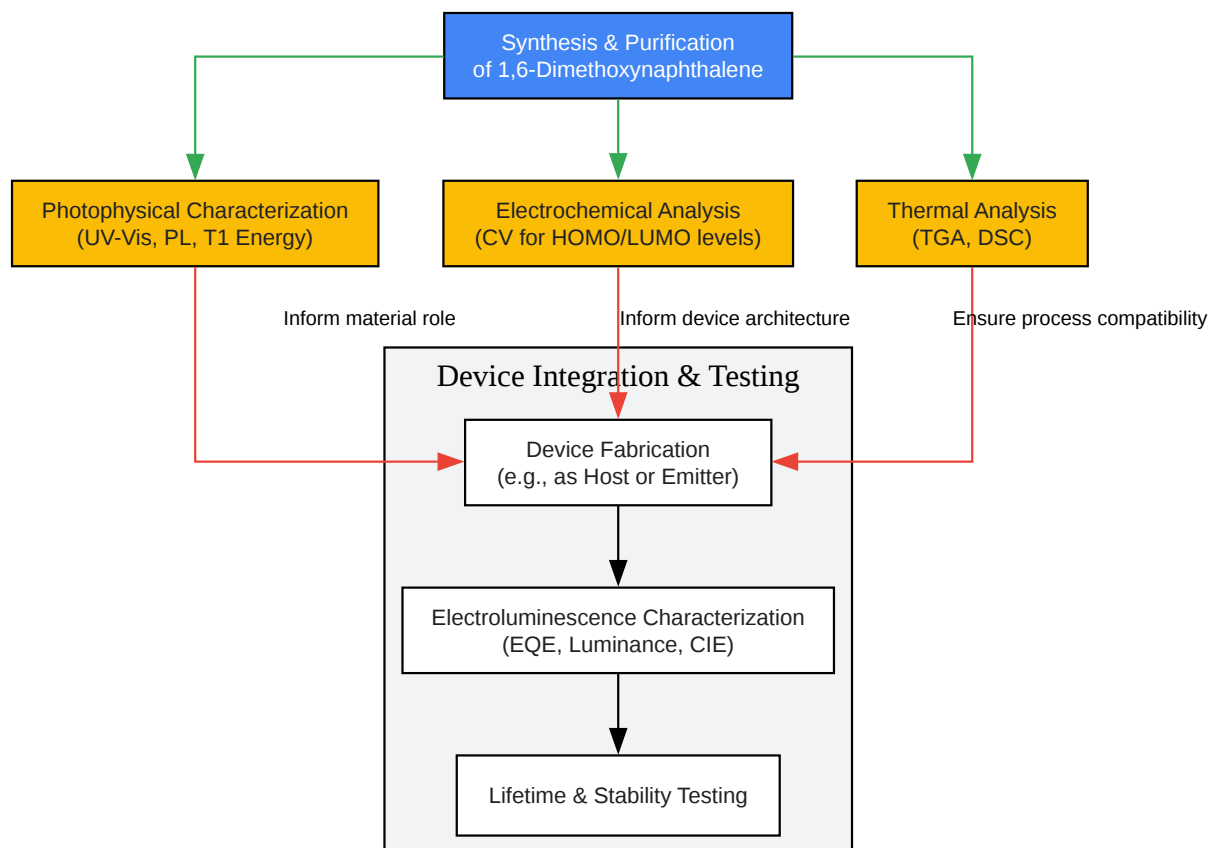 Synthesis & Purification
of 1,6-Dimethoxynaphthalene
Photophysical Characterization
(UV-Vis, PL, T1 Energy)
Electrochemical Analysis
(CV for HOMO/LUMO levels)
Thermal Analysis
(TGA, DSC)
Inform material role
Inform device architecture
Ensure process compatibility
Device Integration & Testing
Device Fabrication
(e.g., as Host or Emitter)
Electroluminescence Characterization
(EQE, Luminance, CIE)
Lifetime & Stability Testing